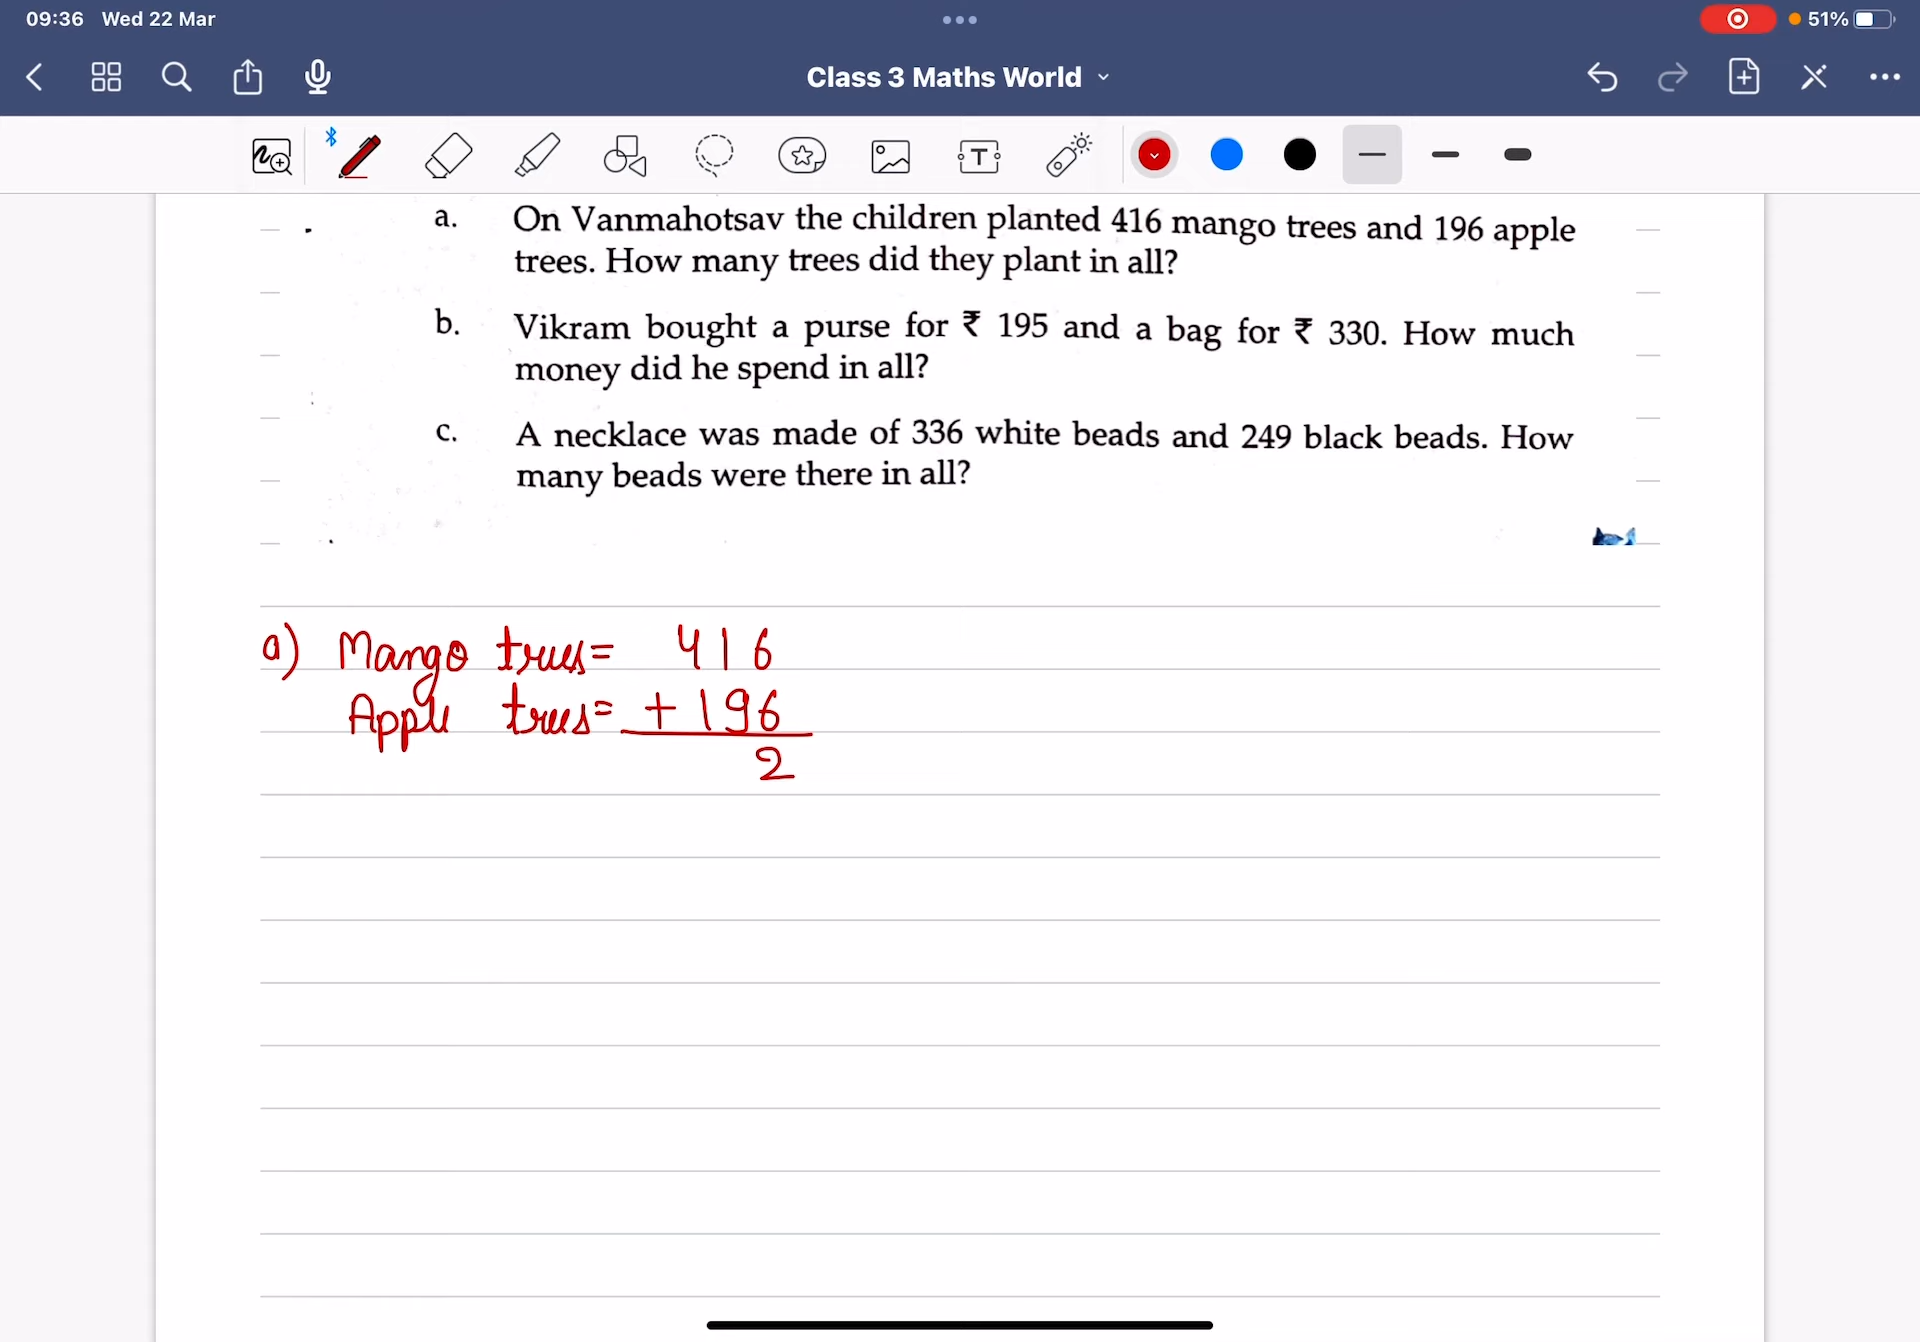 09:36 Wed 22 Mar
51%
Class 3 Maths World
T
a. On Vanmahotsav the children planted 416 mango trees and 196 apple
trees. How many trees did they plant in all?
b. Vikram bought a purse for ₹ 195 and a bag for ₹ 330. How much
money did he spend in all?
c. A necklace was made of 336 white beads and 249 black beads. How
many beads were there in all?
a) Mango trees = 416
Apple trees = + 196
2